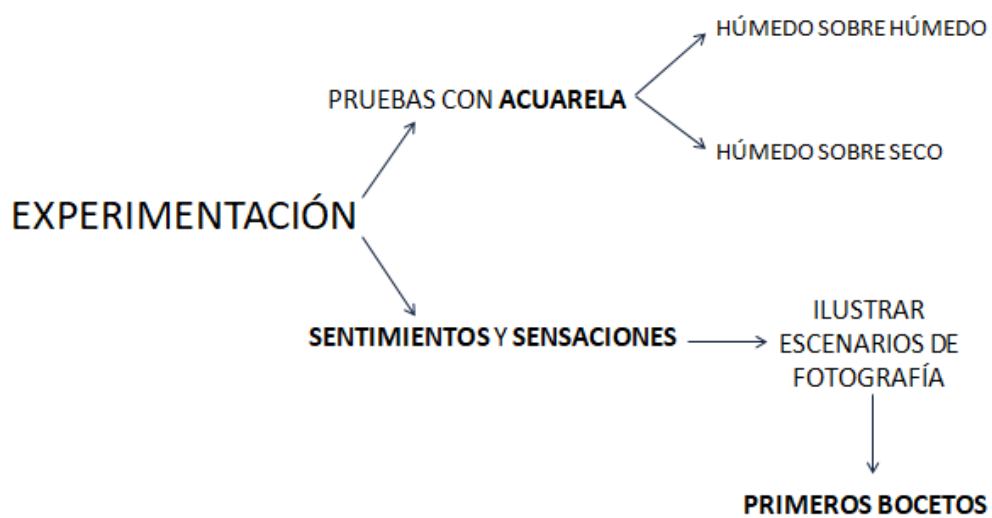 HÚMEDO SOBRE HÚMEDO
PRUEBAS CON ACUARELA
HÚMEDO SOBRE SECO
EXPERIMENTACIÓN
SENTIMIENTOS Y SENSACIONES
ILUSTRAR
ESCENARIOS DE
FOTOGRAFÍA
PRIMEROS BOCETOS